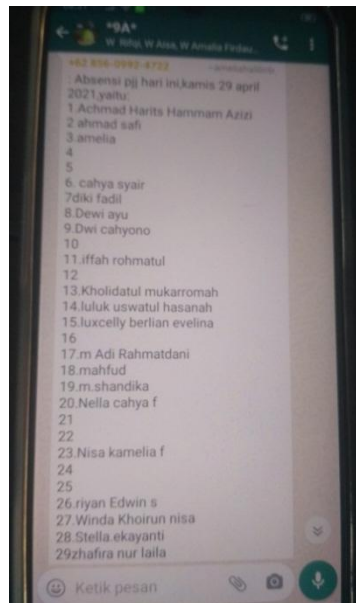 *9A*
W Rifqi, W Aisa, W Amalia Firdau...
: Absensi pjj hari ini,kamis 29 april
2021,yaitu:
1.Achmad Harits Hammam Azizi
2 ahmad safi
3.amelia
4
5
6. cahya syair
7diki fadil
8.Dewi ayu
9.Dwi cahyono
10
11.iffah rohmatul
12
13.Kholidatul mukarromah
14.luluk uswatul hasanah
15.luxcelly berlian evelina
16
17.m Adi Rahmatdani
18.mahfud
19.m.shandika
20.Nella cahya f
21
22
23.Nisa kamelia f
24
25
26.riyan Edwin s
27.Winda Khoirun nisa
28.Stella.ekayanti
29zhafira nur laila
Ketik pesan